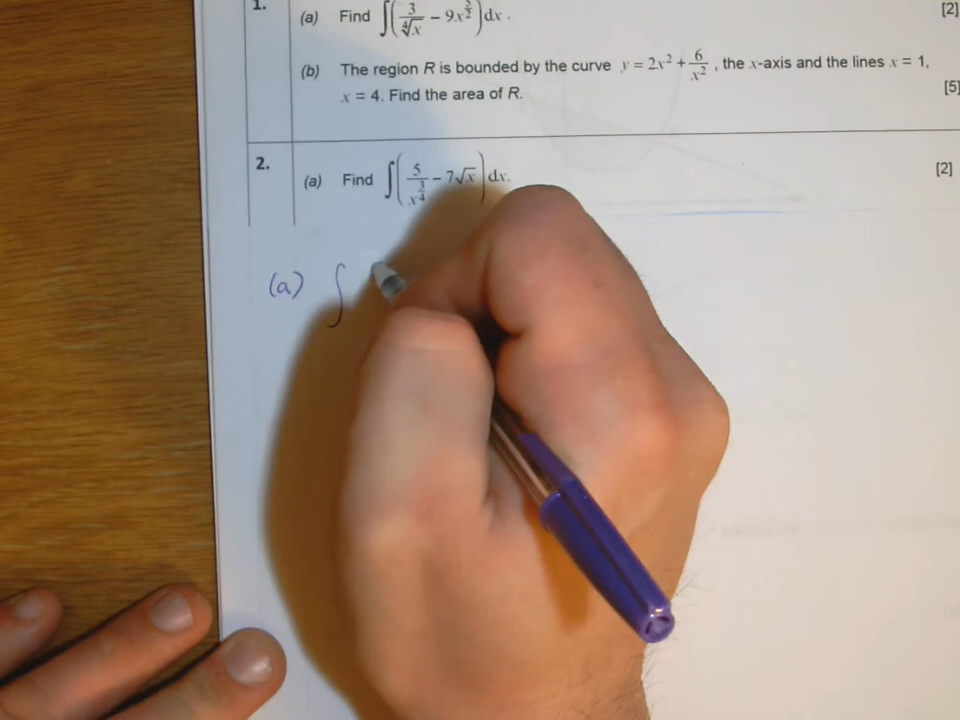 1.
(a) Find ∫(3/∜x − 9x^(3/2))dx. [2]
(b) The region R is bounded by the curve y = 2x² + 6/x², the x-axis and the lines x = 1,
x = 4. Find the area of R. [5]
2.
(a) Find ∫(5/x^(3/4) − 7√x)dx. [2]
(a) ∫